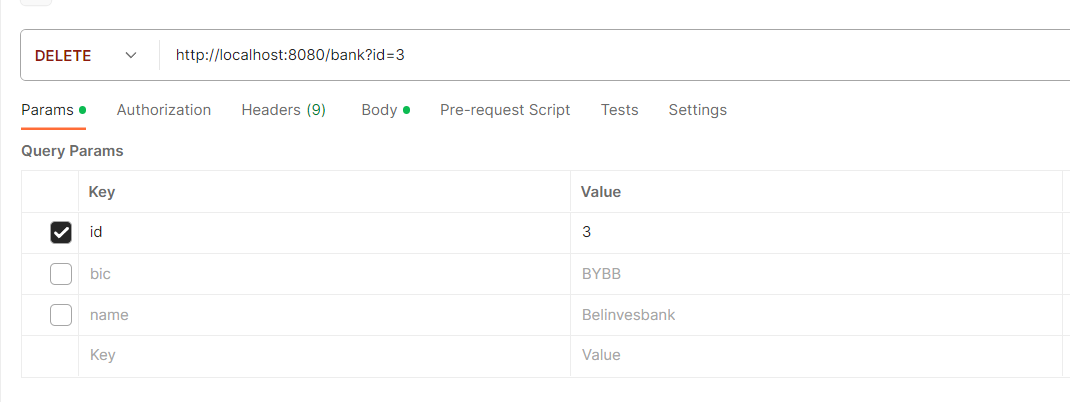 DELETE http://localhost:8080/bank?id=3
Params Authorization Headers (9) Body Pre-request Script Tests Settings
Query Params
Key Value
id 3
bic BYBB
name Belinvesbank
Key Value